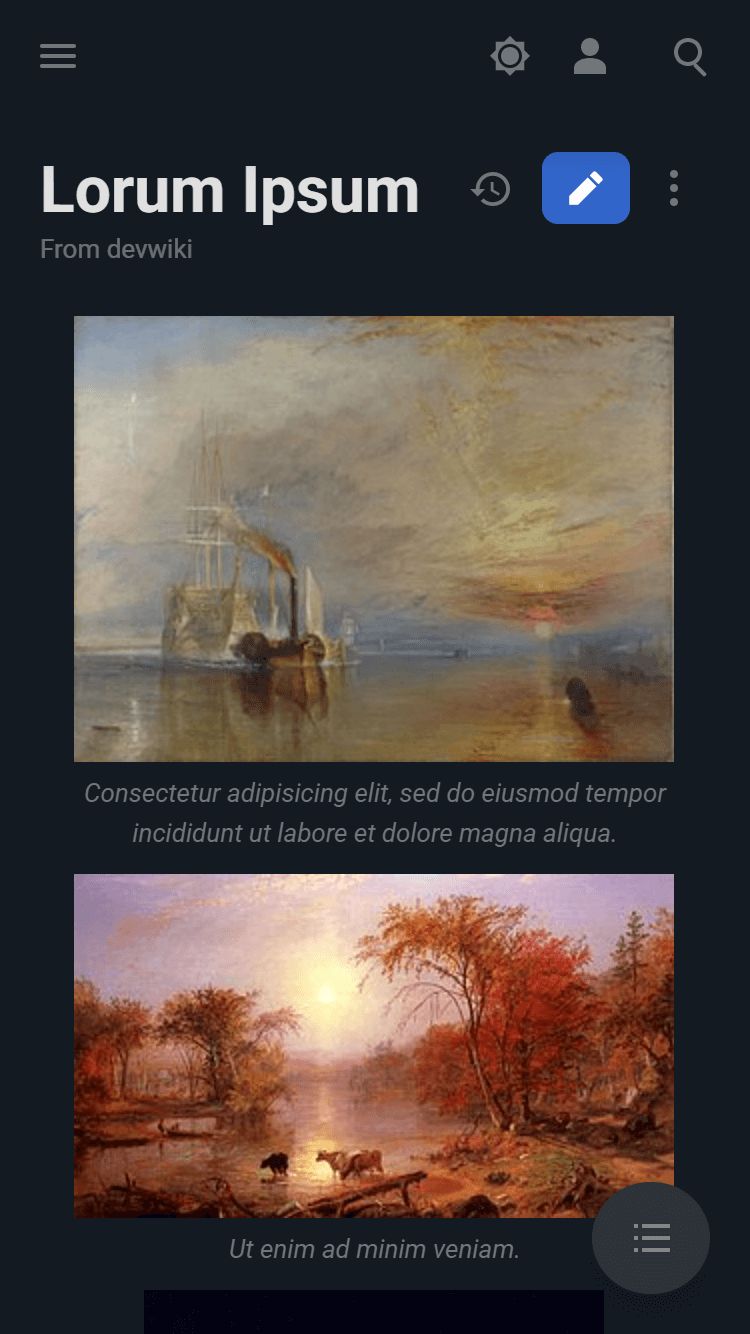 Lorum Ipsum
From devwiki
Consectetur adipisicing elit, sed do eiusmod tempor
incididunt ut labore et dolore magna aliqua.
Ut enim ad minim veniam.